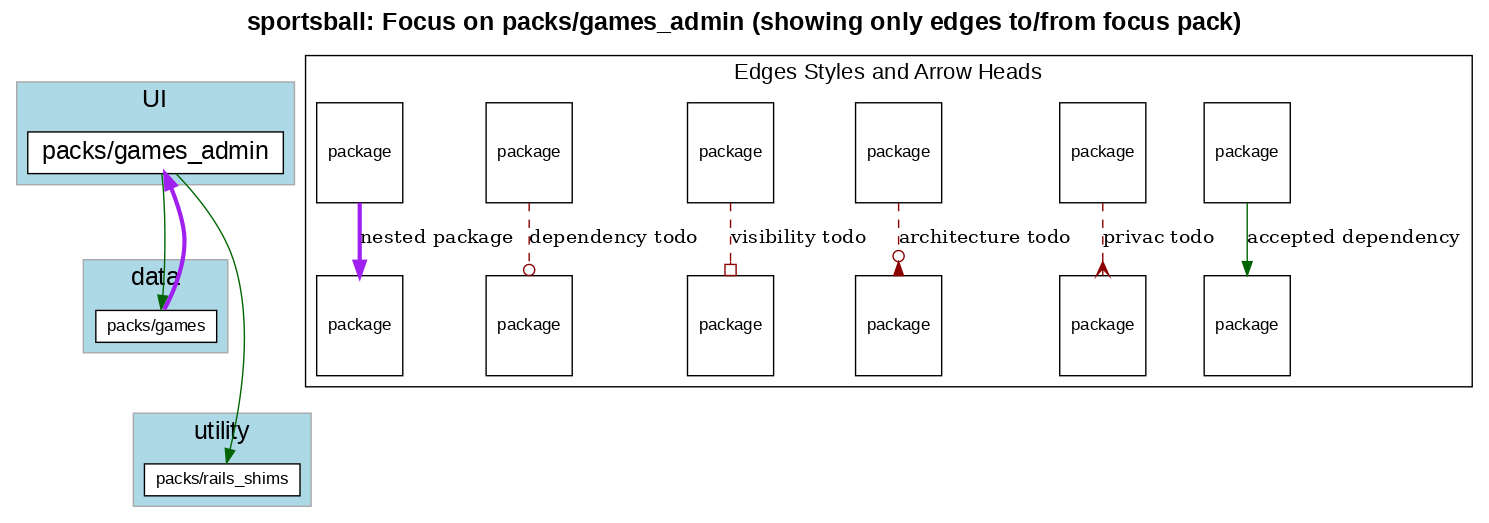 sportsball: Focus on packs/games_admin (showing only edges to/from focus pack)
UI
packs/games_admin
data
packs/games
utility
packs/rails_shims
Edges Styles and Arrow Heads
package
package
package
package
package
package
nested package
dependency todo
visibility todo
architecture todo
privac todo
accepted dependency
package
package
package
package
package
package